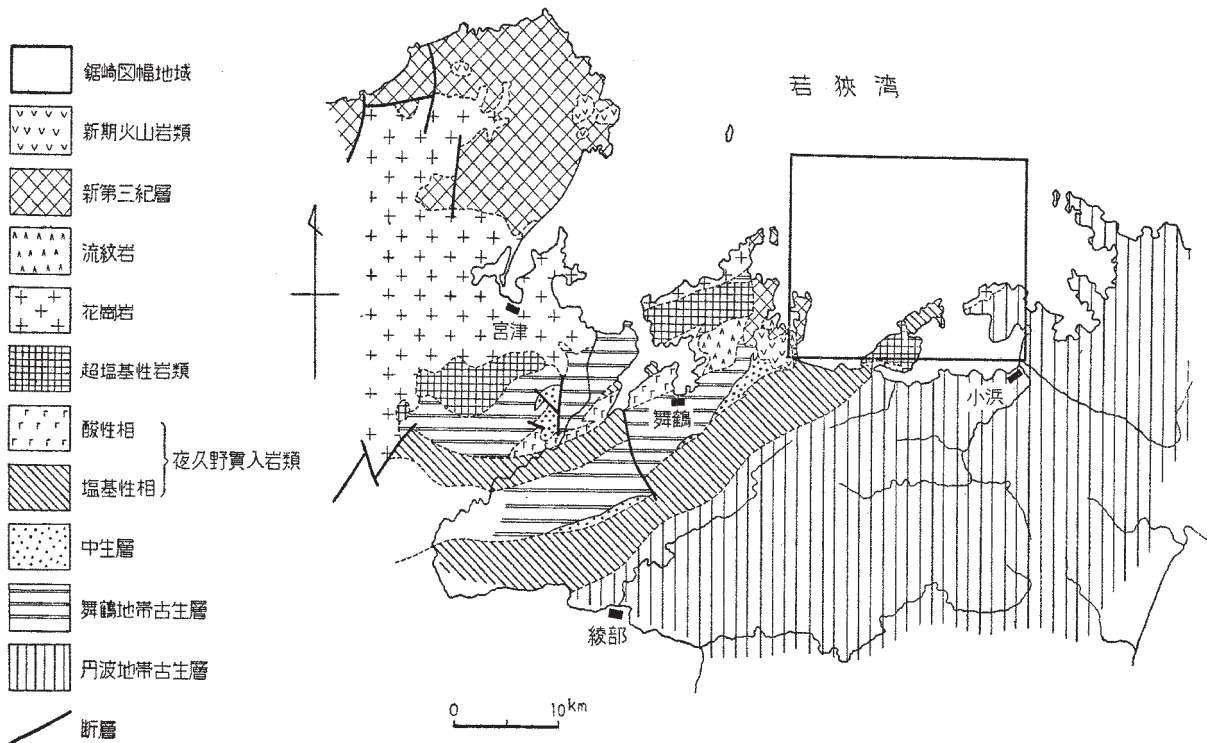 鋸崎図幅地域
新期火山岩類
新第三紀層
流紋岩
花崗岩
超塩基性岩類
酸性相
塩基性相
夜久野貫入岩類
中生層
舞鶴地帯古生層
丹波地帯古生層
断層
若狭湾
宮津
舞鶴
小浜
綾部
0 10km